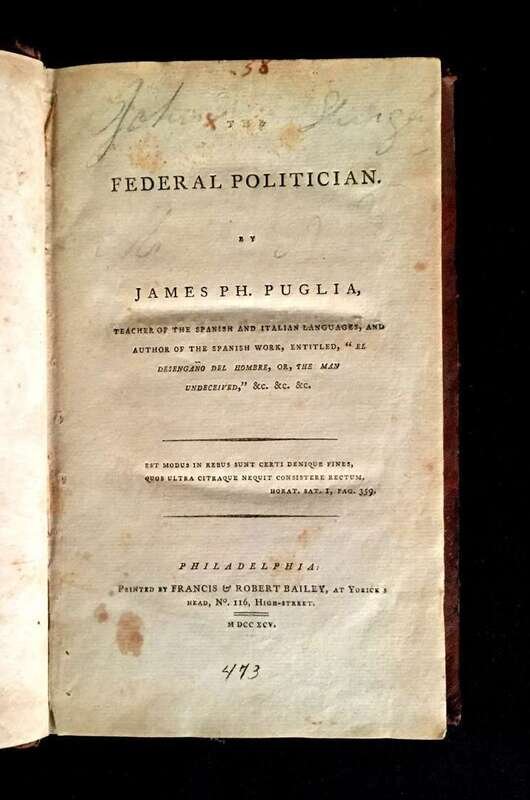 58
John
THE
FEDERAL POLITICIAN.
BY
JAMES PH. PUGLIA,
TEACHER OF THE SPANISH AND ITALIAN LANGUAGES, AND
AUTHOR OF THE SPANISH WORK, ENTITLED, “ EL
DESENGAÑO DEL HOMBRE, OR, THE MAN
UNDECEIVED,” &c. &c. &c.
EST MODUS IN REBUS SUNT CERTI DENIQUE FINES,
QUOS ULTRA CITRAQUE NEQUIT CONSISTERE RECTUM,
HORAT. SAT. I, PAG. 359.
PHILADELPHIA:
PRINTED BY FRANCIS & ROBERT BAILEY, AT YORICK'S
HEAD, No. 116, HIGH-STREET.
M DCC XCV.
473